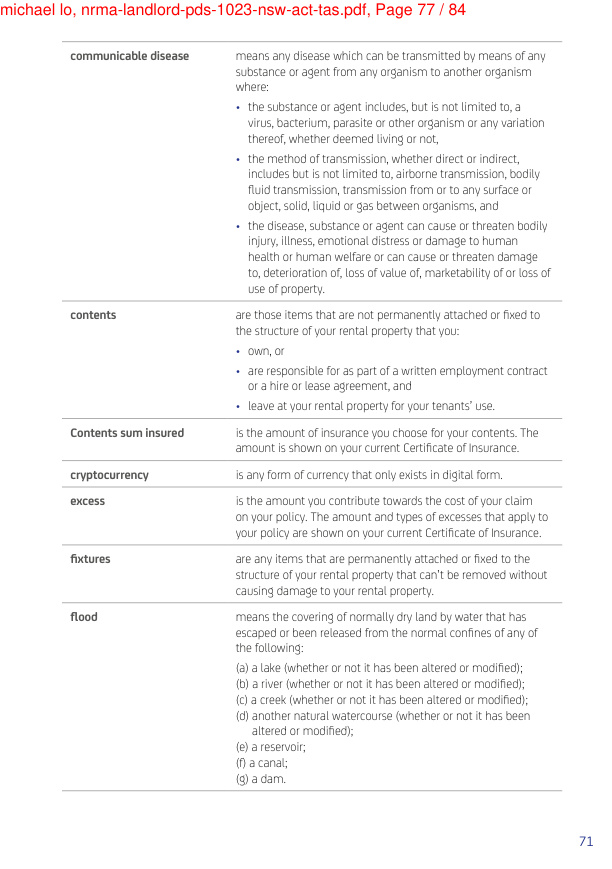 michael lo, nrma-landlord-pds-1023-nsw-act-tas.pdf, Page 77 / 84
communicable disease
means any disease which can be transmitted by means of any
substance or agent from any organism to another organism
where:
• the substance or agent includes, but is not limited to, a
virus, bacterium, parasite or other organism or any variation
thereof, whether deemed living or not,
• the method of transmission, whether direct or indirect,
includes but is not limited to, airborne transmission, bodily
fluid transmission, transmission from or to any surface or
object, solid, liquid or gas between organisms, and
• the disease, substance or agent can cause or threaten bodily
injury, illness, emotional distress or damage to human
health or human welfare or can cause or threaten damage
to, deterioration of, loss of value of, marketability of or loss of
use of property.
contents
are those items that are not permanently attached or fixed to
the structure of your rental property that you:
• own, or
• are responsible for as part of a written employment contract
or a hire or lease agreement, and
• leave at your rental property for your tenants’ use.
Contents sum insured
is the amount of insurance you choose for your contents. The
amount is shown on your current Certificate of Insurance.
cryptocurrency
is any form of currency that only exists in digital form.
excess
is the amount you contribute towards the cost of your claim
on your policy. The amount and types of excesses that apply to
your policy are shown on your current Certificate of Insurance.
fixtures
are any items that are permanently attached or fixed to the
structure of your rental property that can’t be removed without
causing damage to your rental property.
flood
means the covering of normally dry land by water that has
escaped or been released from the normal confines of any of
the following:
(a) a lake (whether or not it has been altered or modified);
(b) a river (whether or not it has been altered or modified);
(c) a creek (whether or not it has been altered or modified);
(d) another natural watercourse (whether or not it has been
altered or modified);
(e) a reservoir;
(f) a canal;
(g) a dam.
71